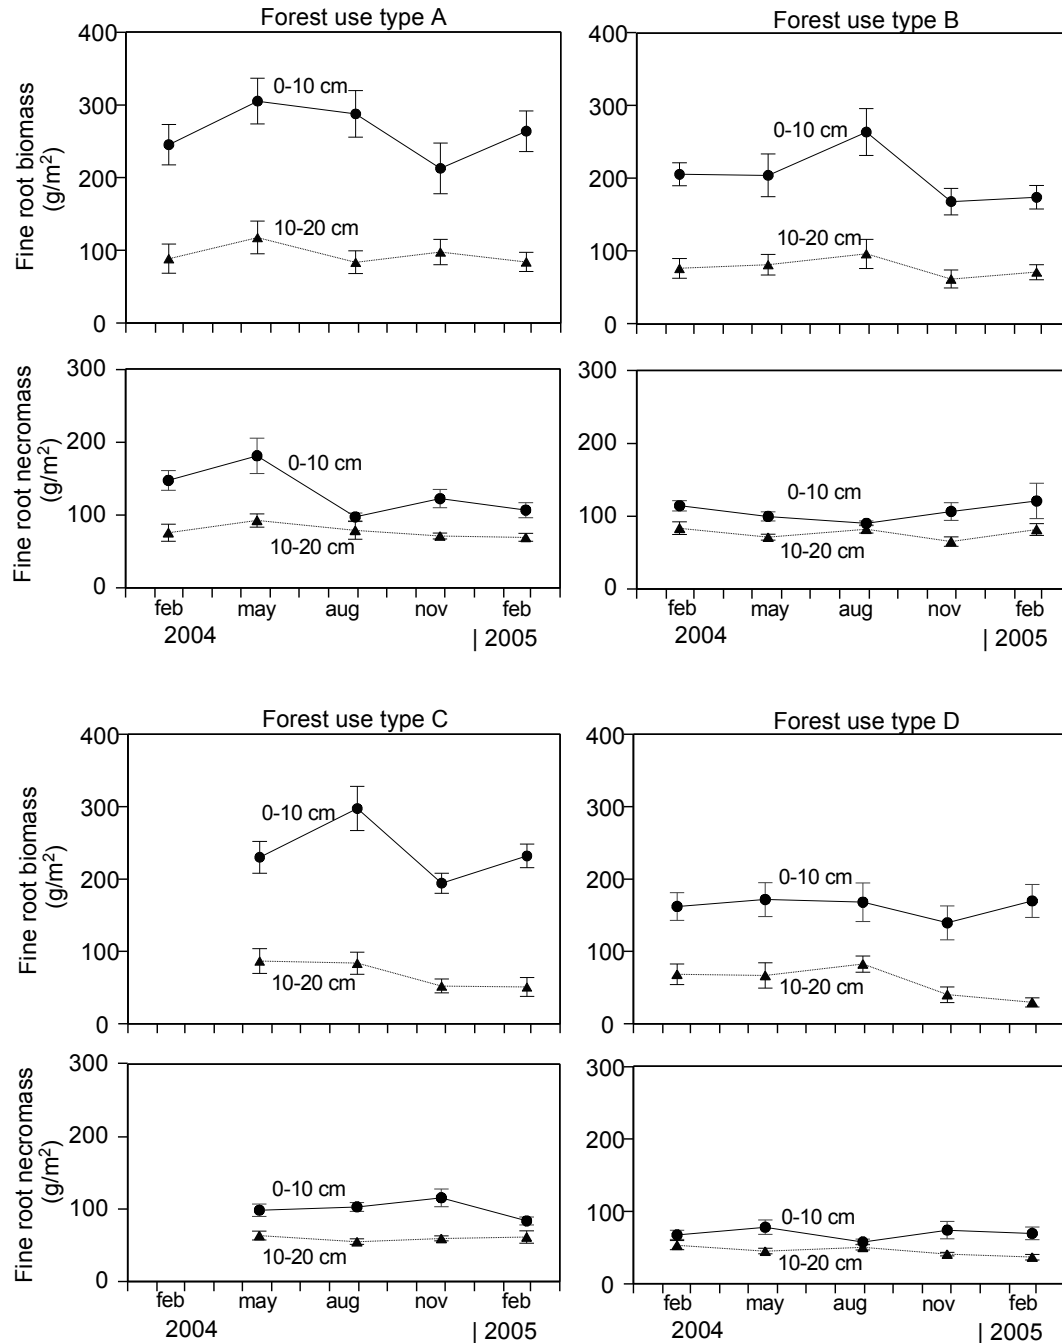 Forest use type A
Forest use type B
Fine root biomass
(g/m²)
400
300
200
100
0
0-10 cm
10-20 cm
400
300
200
100
0
0-10 cm
10-20 cm
Fine root necromass
(g/m²)
300
200
100
0
0-10 cm
10-20 cm
feb may aug nov feb
2004 | 2005
300
200
100
0
0-10 cm
10-20 cm
feb may aug nov feb
2004 | 2005
Forest use type C
Forest use type D
Fine root biomass
(g/m²)
400
300
200
100
0
0-10 cm
10-20 cm
400
300
200
100
0
0-10 cm
10-20 cm
Fine root necromass
(g/m²)
300
200
100
0
0-10 cm
10-20 cm
feb may aug nov feb
2004 | 2005
300
200
100
0
0-10 cm
10-20 cm
feb may aug nov feb
2004 | 2005